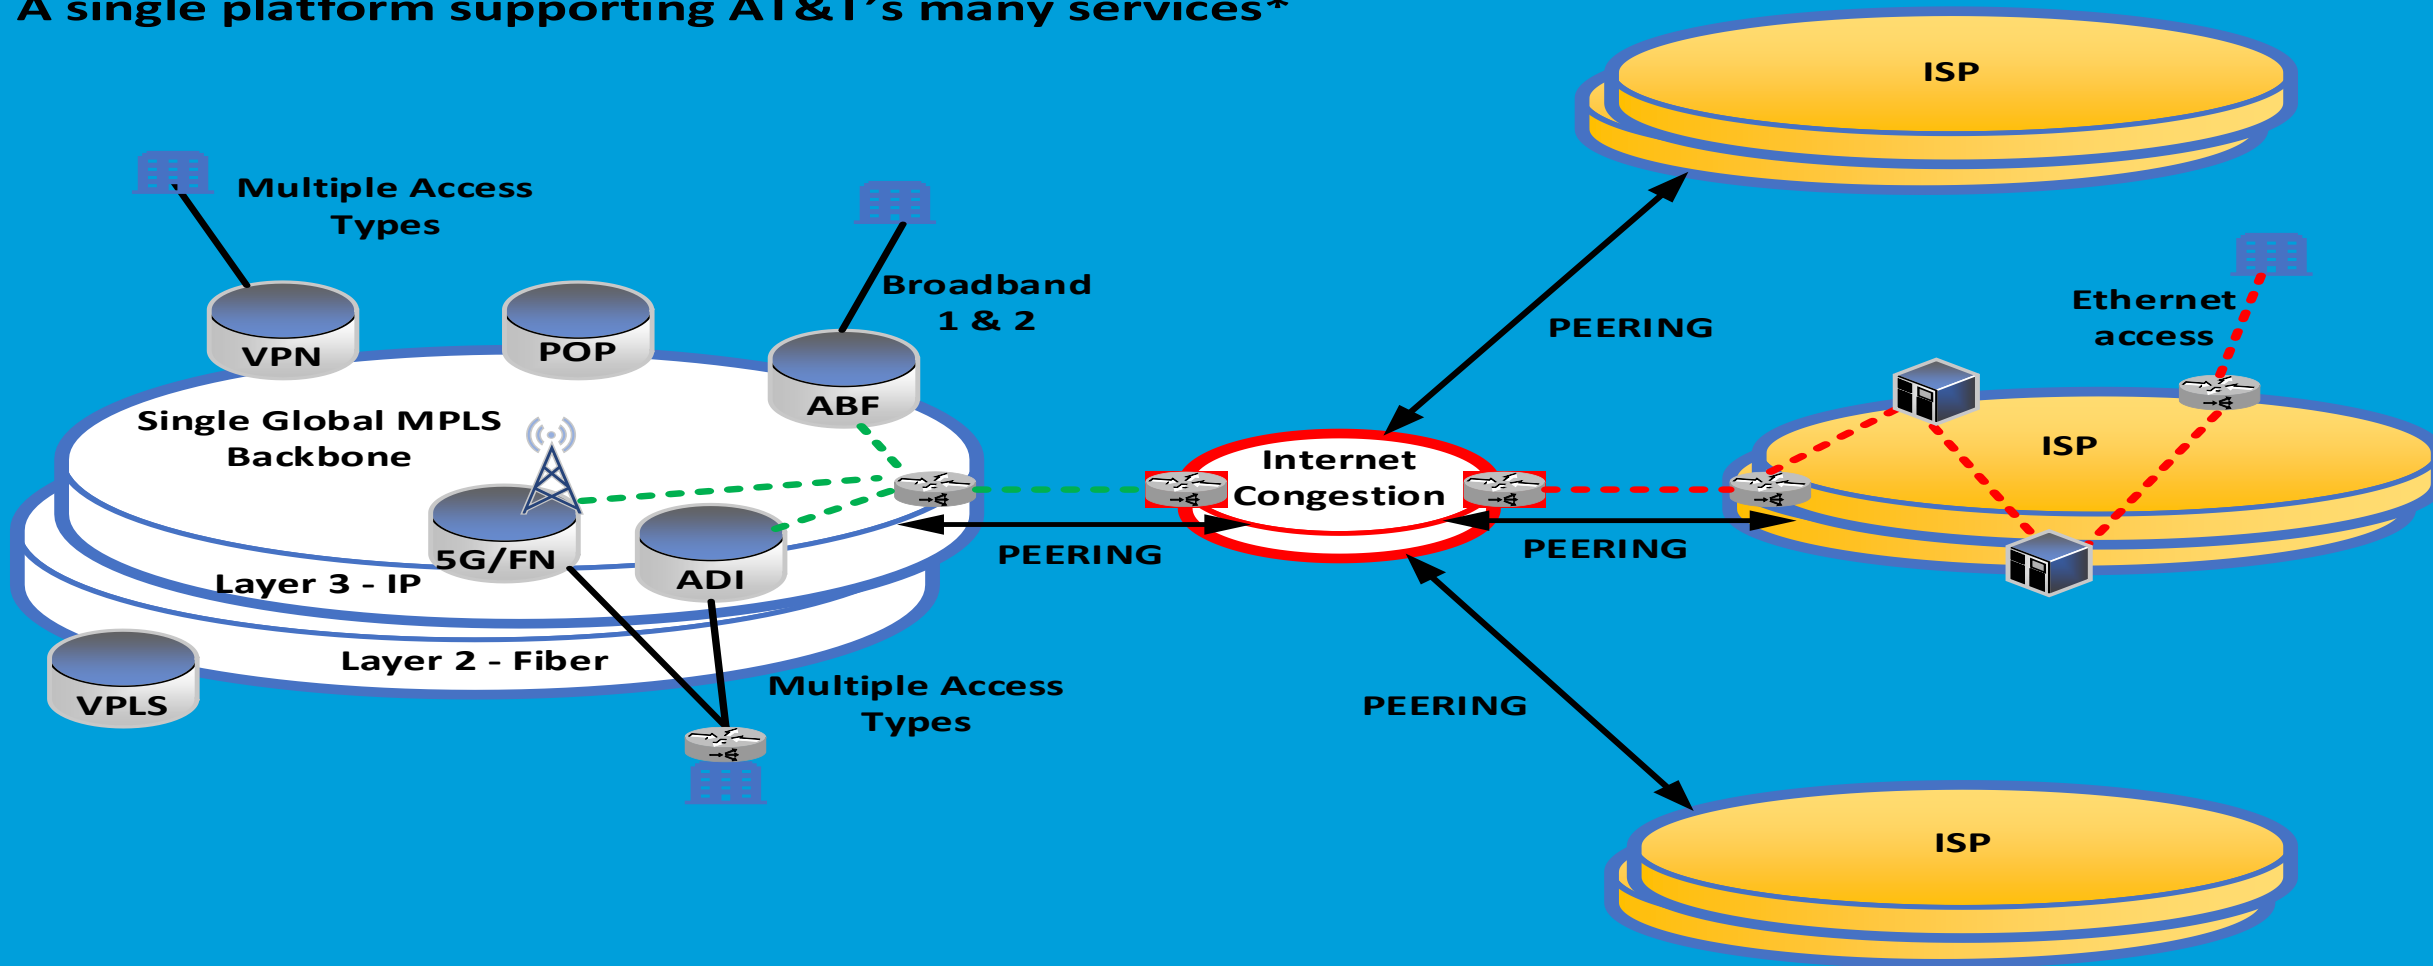 A single platform supporting AT&T's many services*
ISP
Multiple Access
Types
Broadband
1 & 2
Ethernet
access
PEERING
VPN
POP
ABF
Single Global MPLS
Backbone
Internet
Congestion
ISP
5G/FN
ADI
Layer 3 - IP
PEERING
PEERING
Layer 2 - Fiber
VPLS
Multiple Access
Types
PEERING
ISP